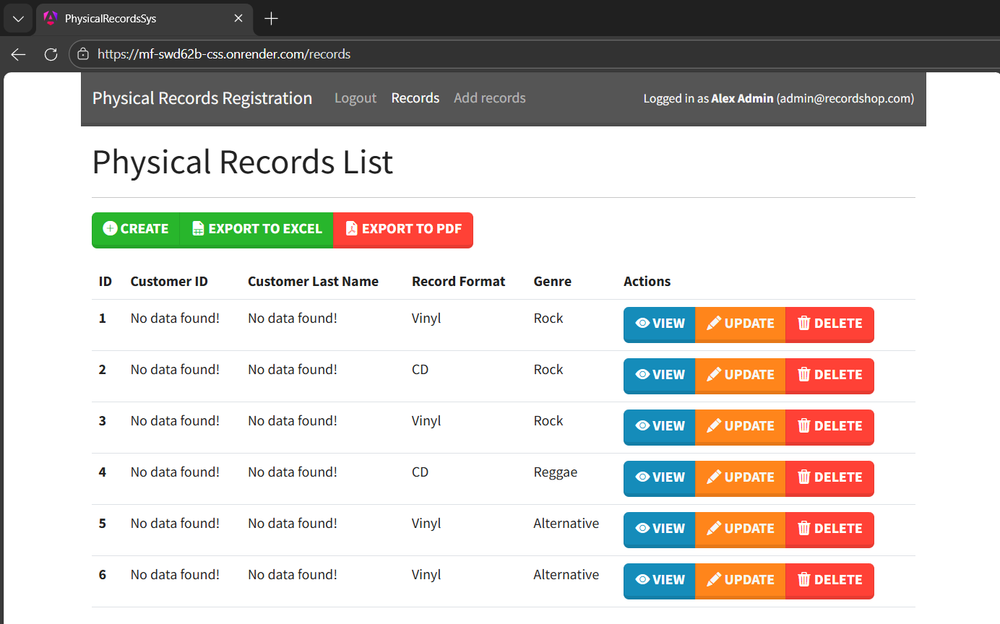 PhysicalRecordsSys
https://mf-swd62b-css.onrender.com/records
Physical Records Registration Logout Records Add records Logged in as Alex Admin (admin@recordshop.com)
Physical Records List
CREATE EXPORT TO EXCEL EXPORT TO PDF
ID Customer ID Customer Last Name Record Format Genre Actions
1 No data found! No data found! Vinyl Rock VIEW UPDATE DELETE
2 No data found! No data found! CD Rock VIEW UPDATE DELETE
3 No data found! No data found! Vinyl Rock VIEW UPDATE DELETE
4 No data found! No data found! CD Reggae VIEW UPDATE DELETE
5 No data found! No data found! Vinyl Alternative VIEW UPDATE DELETE
6 No data found! No data found! Vinyl Alternative VIEW UPDATE DELETE